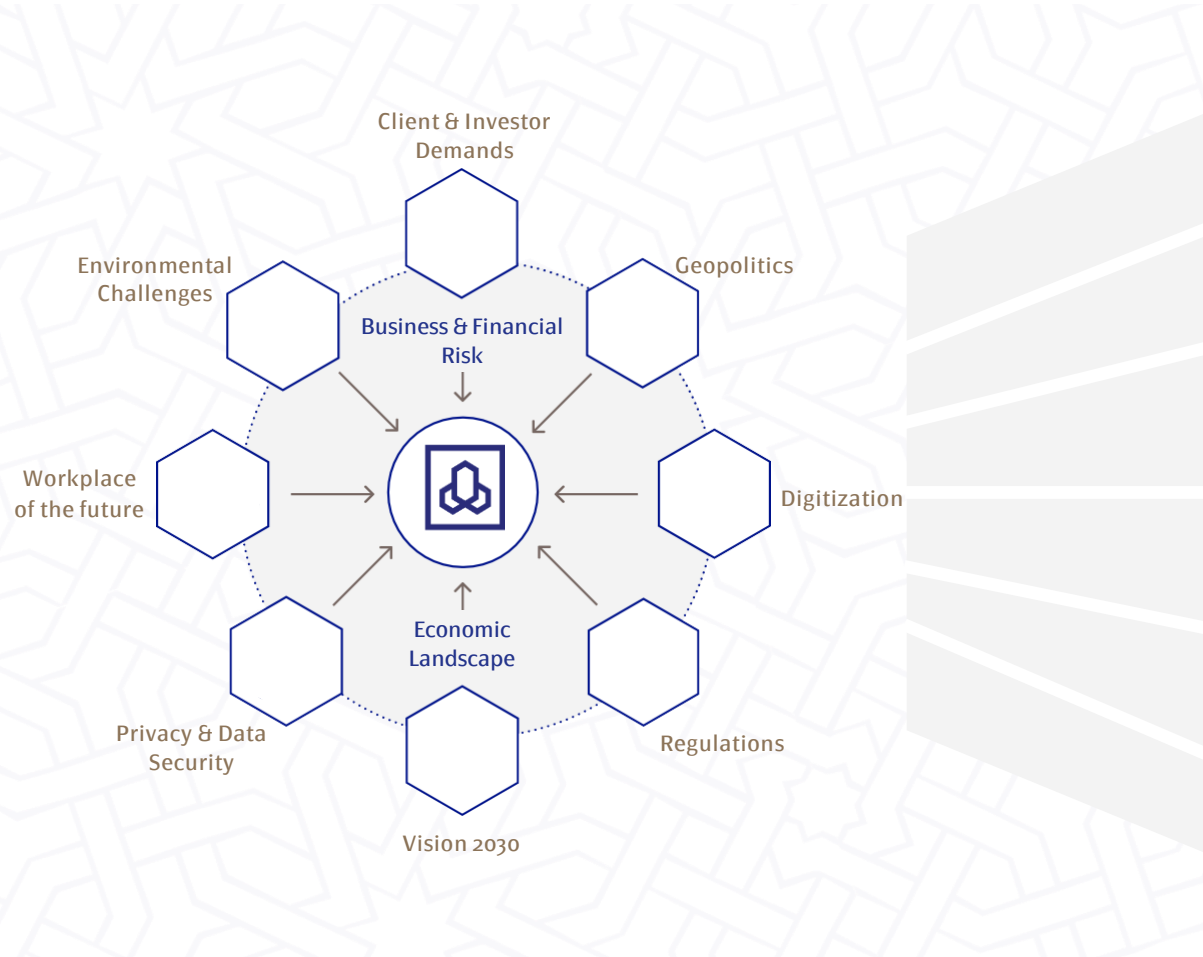 Client & Investor
Demands
Environmental
Challenges
Geopolitics
Business & Financial
Risk
Workplace
of the future
Digitization
Economic
Landscape
Privacy & Data
Security
Regulations
Vision 2030